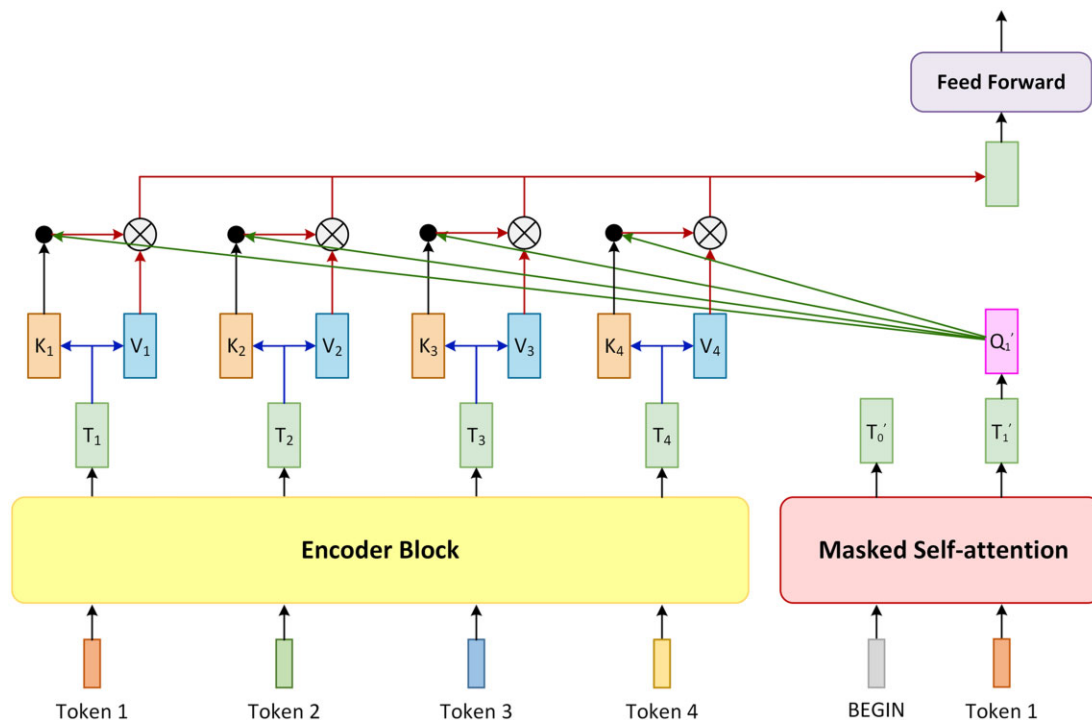 Feed Forward
K₁ V₁ K₂ V₂ K₃ V₃ K₄ V₄ Q₁′
T₁ T₂ T₃ T₄ T₀′ T₁′
Encoder Block Masked Self-attention
Token 1 Token 2 Token 3 Token 4 BEGIN Token 1